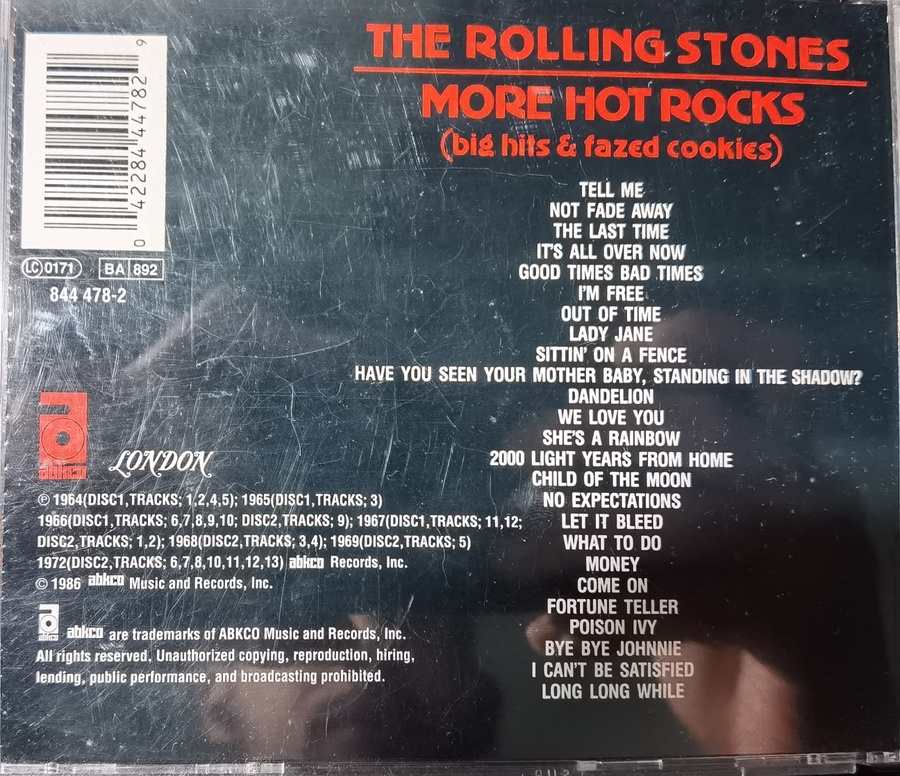 THE ROLLING STONES
MORE HOT ROCKS
(big hits & fazed cookies)
0 42284 44782 9
LC 0171 BA 892
844 478-2
TELL ME
NOT FADE AWAY
THE LAST TIME
IT'S ALL OVER NOW
GOOD TIMES BAD TIMES
I'M FREE
OUT OF TIME
LADY JANE
SITTIN' ON A FENCE
HAVE YOU SEEN YOUR MOTHER BABY, STANDING IN THE SHADOW?
DANDELION
WE LOVE YOU
SHE'S A RAINBOW
2000 LIGHT YEARS FROM HOME
CHILD OF THE MOON
NO EXPECTATIONS
LET IT BLEED
WHAT TO DO
MONEY
COME ON
FORTUNE TELLER
POISON IVY
BYE BYE JOHNNIE
I CAN'T BE SATISFIED
LONG LONG WHILE
abkco
LONDON
℗ 1964(DISC1,TRACKS; 1,2,4,5); 1965(DISC1,TRACKS; 3)
1966(DISC1,TRACKS; 6,7,8,9,10; DISC2,TRACKS; 9); 1967(DISC1,TRACKS; 11,12;
DISC2,TRACKS; 1,2); 1968(DISC2,TRACKS; 3,4); 1969(DISC2,TRACKS; 5)
1972(DISC2,TRACKS; 6,7,8,10,11,12,13) abkco Records, Inc.
© 1986 abkco Music and Records, Inc.
abkco abkco are trademarks of ABKCO Music and Records, Inc.
All rights reserved. Unauthorized copying, reproduction, hiring,
lending, public performance, and broadcasting prohibited.